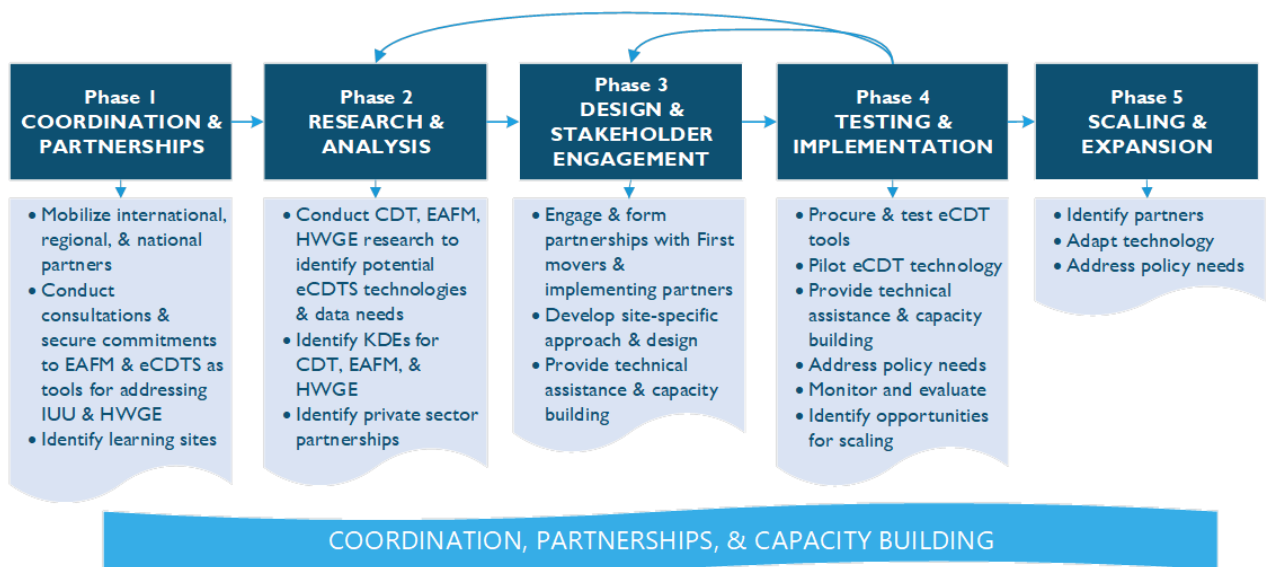 Phase 1
COORDINATION &
PARTNERSHIPS
• Mobilize international,
regional, & national
partners
• Conduct
consultations &
secure commitments
to EAFM & eCDTS as
tools for addressing
IUU & HWGE
• Identify learning sites
Phase 2
RESEARCH &
ANALYSIS
• Conduct CDT, EAFM,
HWGE research to
identify potential
eCDTS technologies
& data needs
• Identify KDEs for
CDT, EAFM, &
HWGE
• Identify private sector
partnerships
Phase 3
DESIGN &
STAKEHOLDER
ENGAGEMENT
• Engage & form
partnerships with First
movers &
implementing partners
• Develop site-specific
approach & design
• Provide technical
assistance & capacity
building
Phase 4
TESTING &
IMPLEMENTATION
• Procure & test eCDT
tools
• Pilot eCDT technology
• Provide technical
assistance & capacity
building
• Address policy needs
• Monitor and evaluate
• Identify opportunities
for scaling
Phase 5
SCALING &
EXPANSION
• Identify partners
• Adapt technology
• Address policy needs
COORDINATION, PARTNERSHIPS, & CAPACITY BUILDING